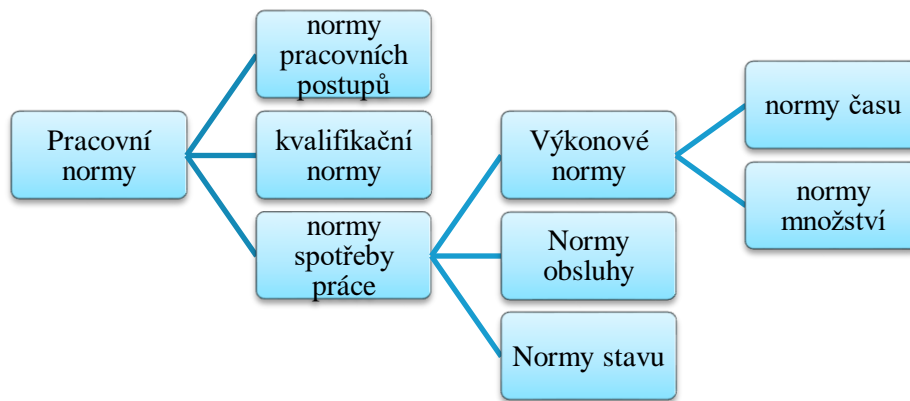 Pracovní
normy
normy
pracovních
postupů
kvalifikační
normy
normy
spotřeby
práce
Výkonové
normy
Normy
obsluhy
Normy stavu
normy času
normy
množství